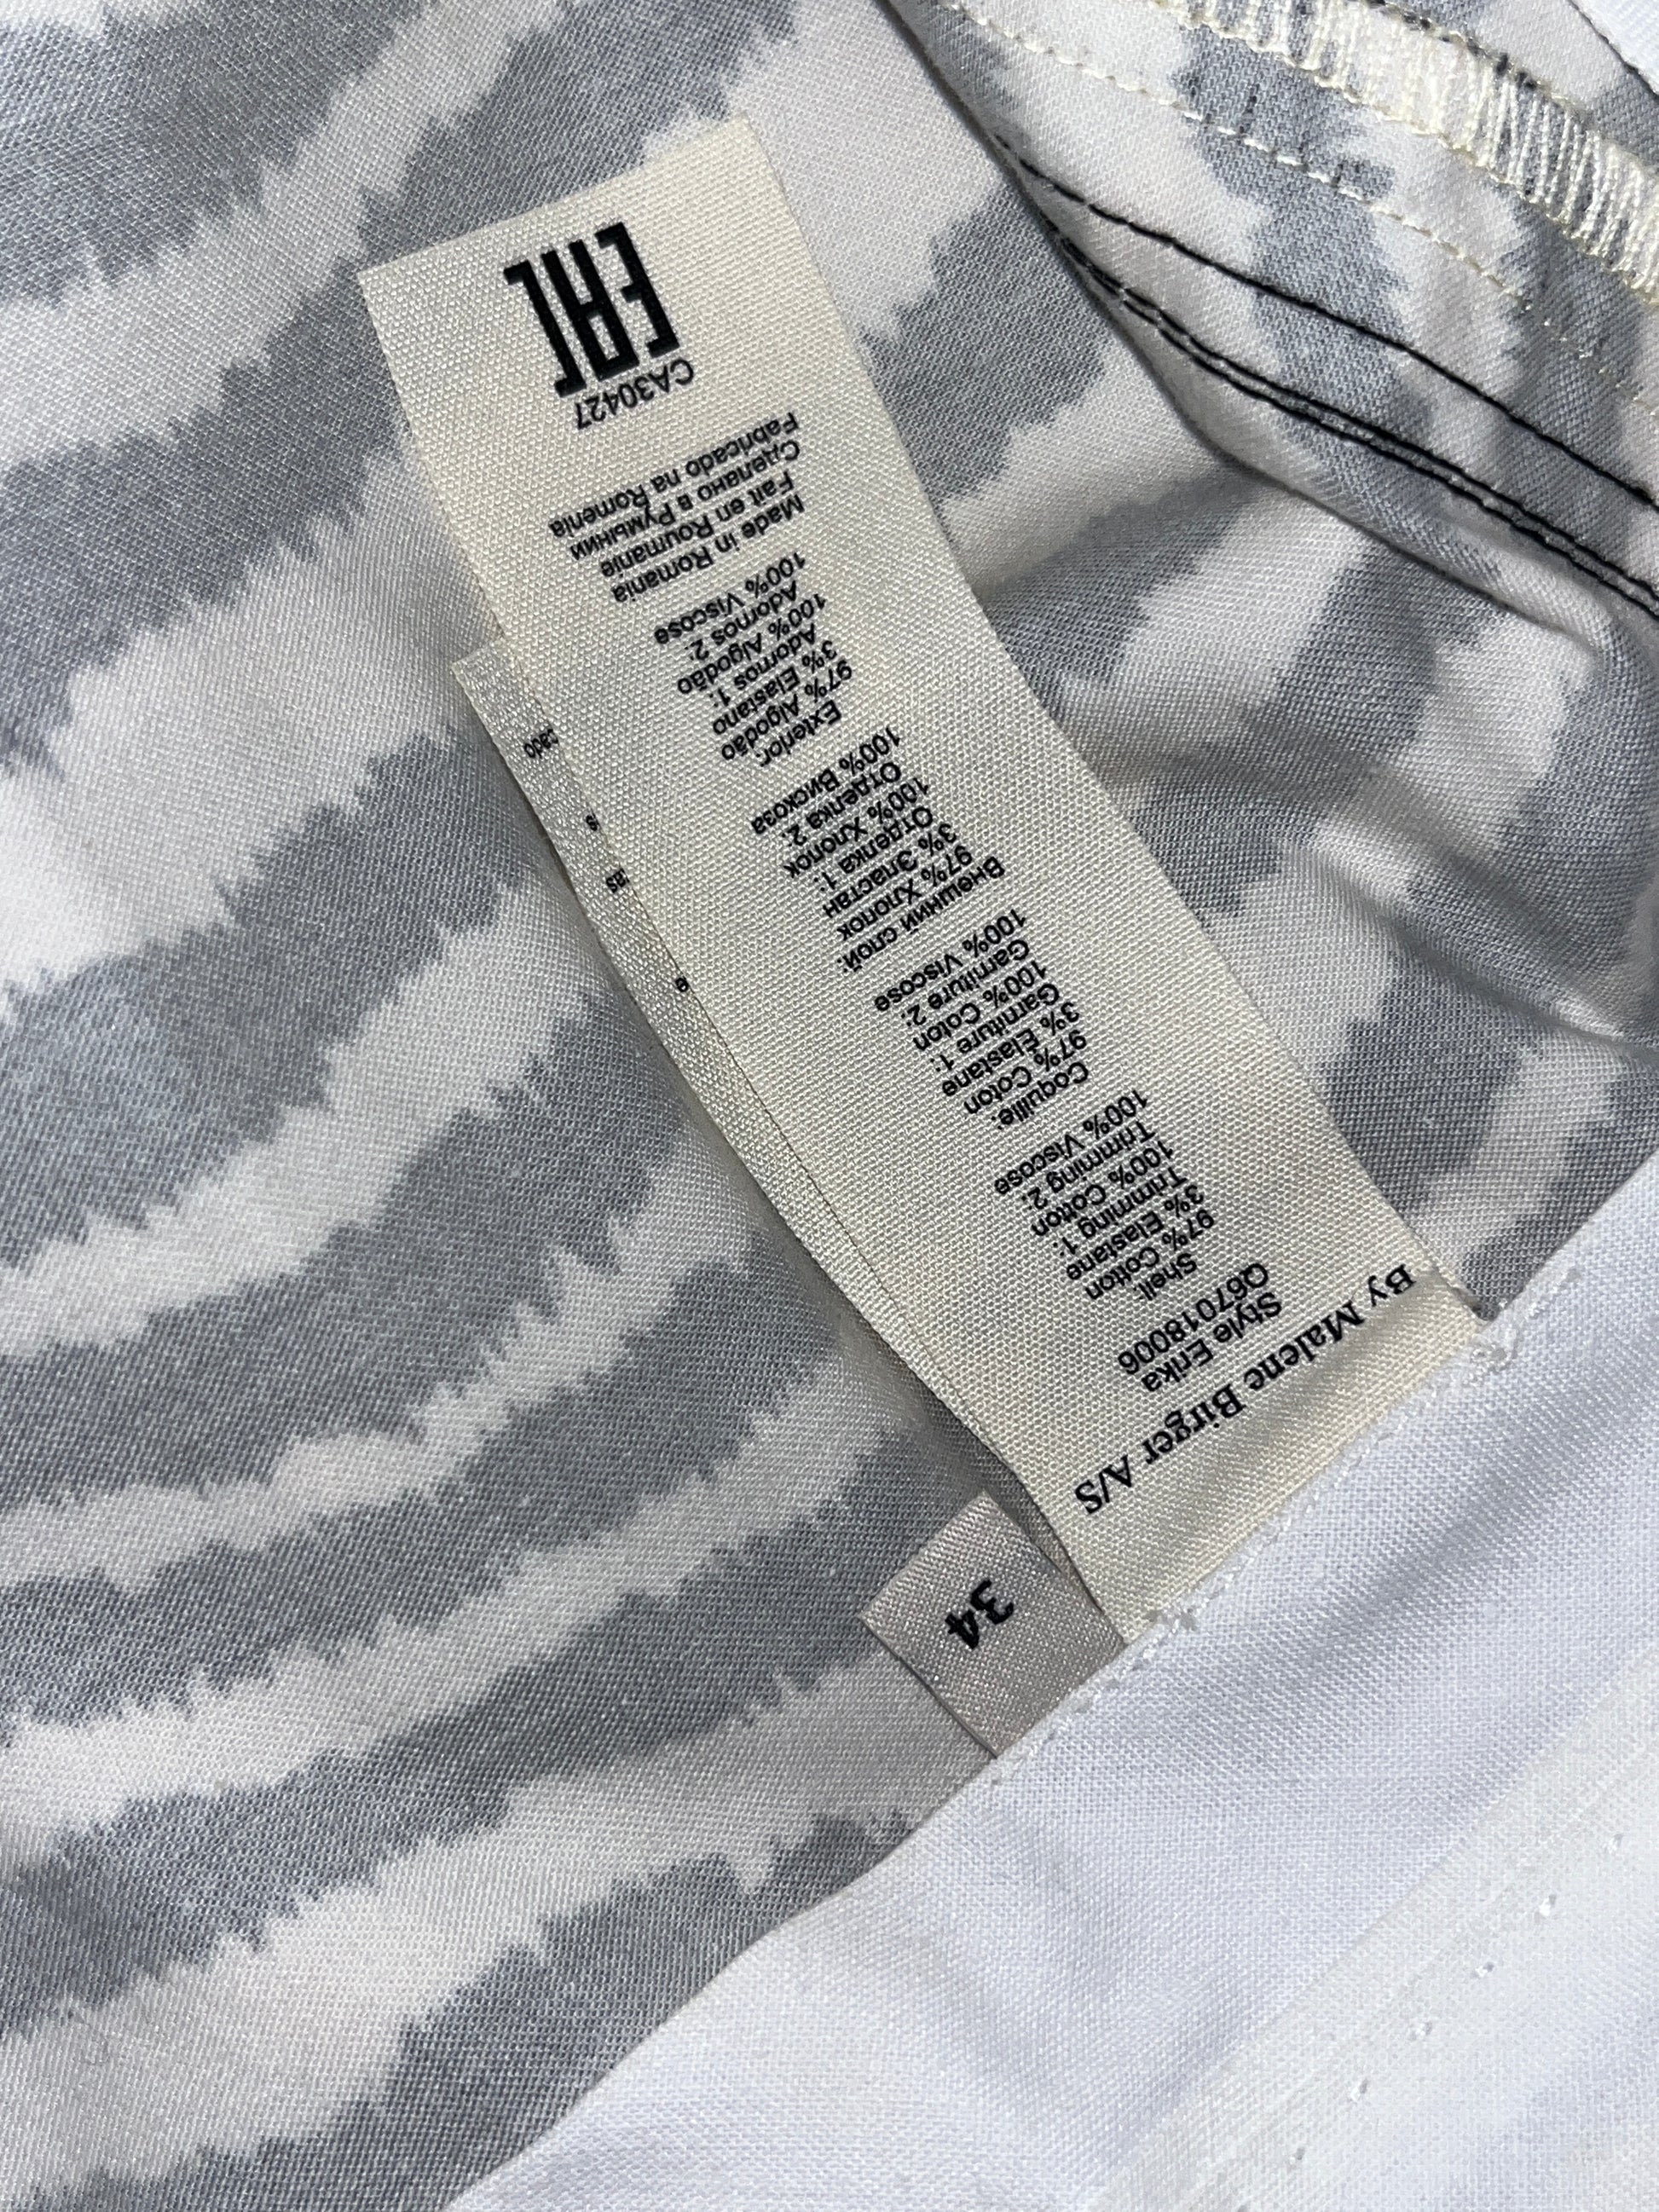 By Malene Birger A/S
Style Erika
Q67018006
Shell:
97% Cotton
3% Elastane
Trimming 1:
100% Cotton
Trimming 2:
100% Viscose
Coquille:
97% Coton
3% Élastane
Garniture 1:
100% Coton
Garniture 2:
100% Viscose
Внешний слой:
97% Хлопок
3% Эластан
Отделка 1:
100% Хлопок
Отделка 2:
100% Вискоза
Exterior:
97% Algodão
3% Elastano
Adornos 1:
100% Algodão
Adornos 2:
100% Viscose
Made in Romania
Fait en Roumanie
Сделано в Румынии
Fabricado na Romenia
CA30427
EAC
34